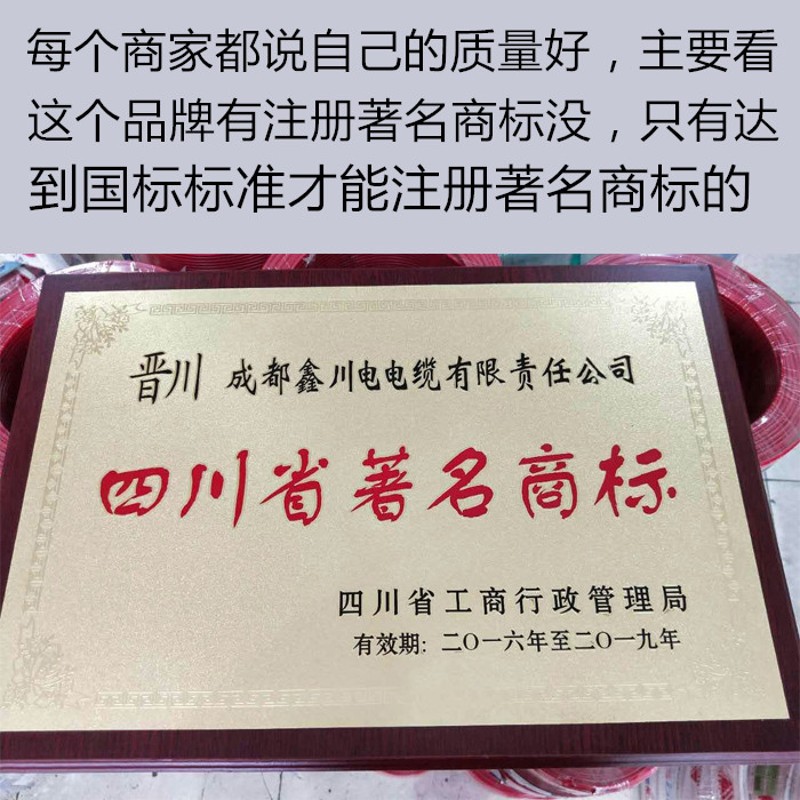 每个商家都说自己的质量好，主要看
这个品牌有注册著名商标没，只有达
到国标标准才能注册著名商标的
晋川 成都鑫川电电缆有限责任公司
四川省著名商标
四川省工商行政管理局
有效期：二〇一六年至二〇一九年